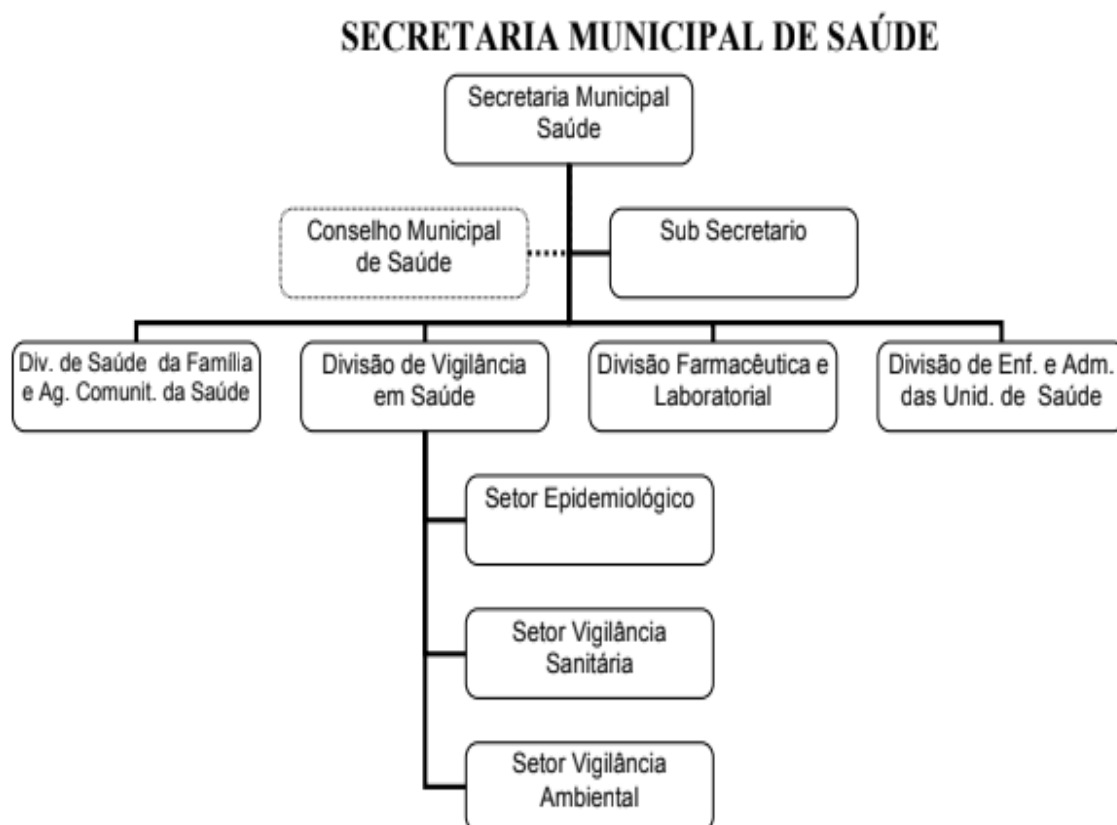 SECRETARIA MUNICIPAL DE SAÚDE
Secretaria Municipal
Saúde
Conselho Municipal
de Saúde
Sub Secretario
Div. de Saúde da Família
e Ag. Comunit. da Saúde
Divisão de Vigilância
em Saúde
Divisão Farmacêutica e
Laboratorial
Divisão de Enf. e Adm.
das Unid. de Saúde
Setor Epidemiológico
Setor Vigilância
Sanitária
Setor Vigilância
Ambiental